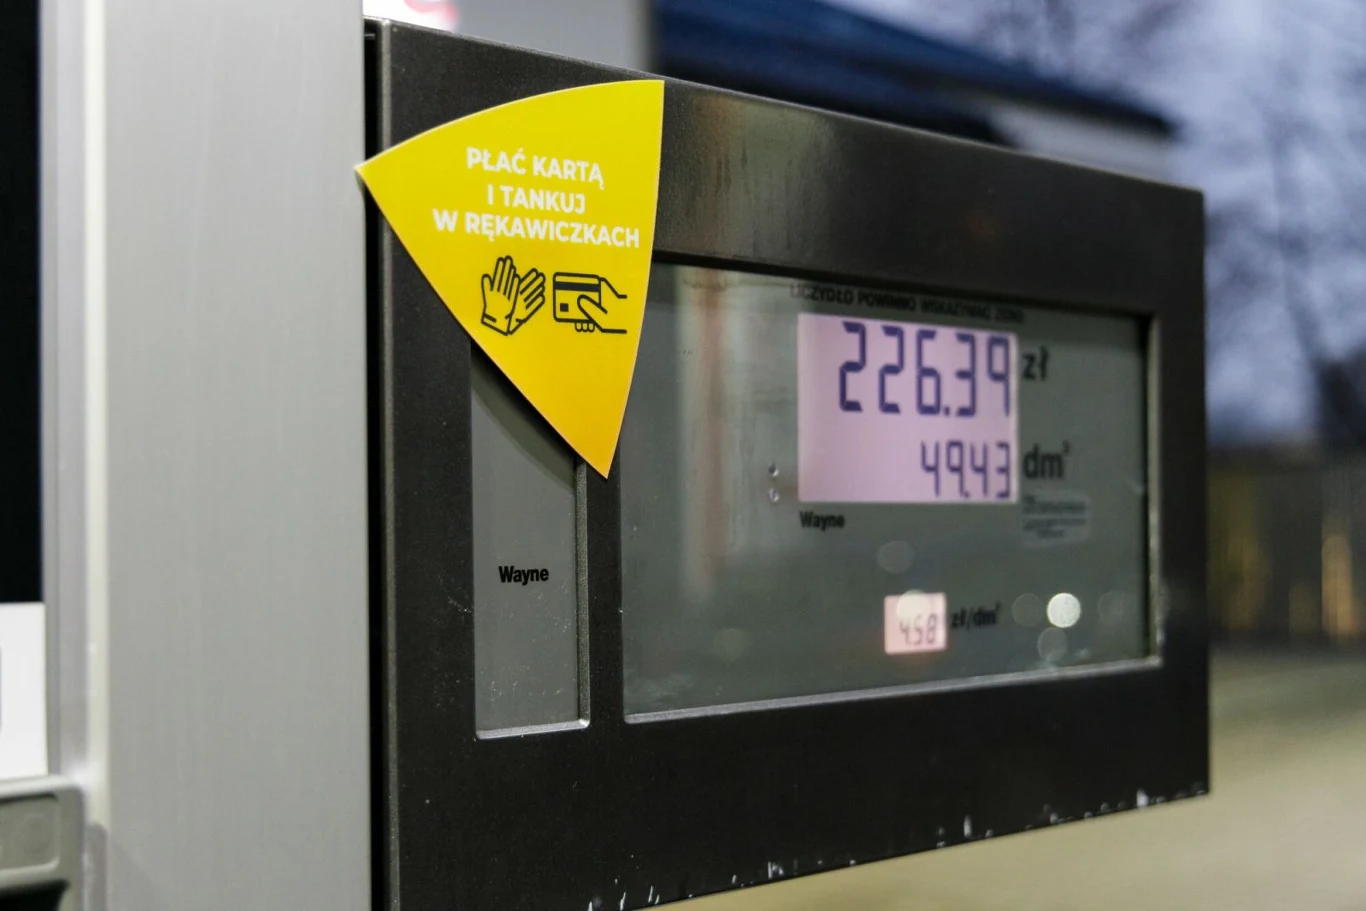 PŁAĆ KARTĄ
I TANKUJ
W RĘKAWICZKACH
LICZYDŁO POWINNO WSKAZYWAĆ ZERO
226.39 zł
49.43 dm³
Wayne
Wayne
4.58 zł/dm³